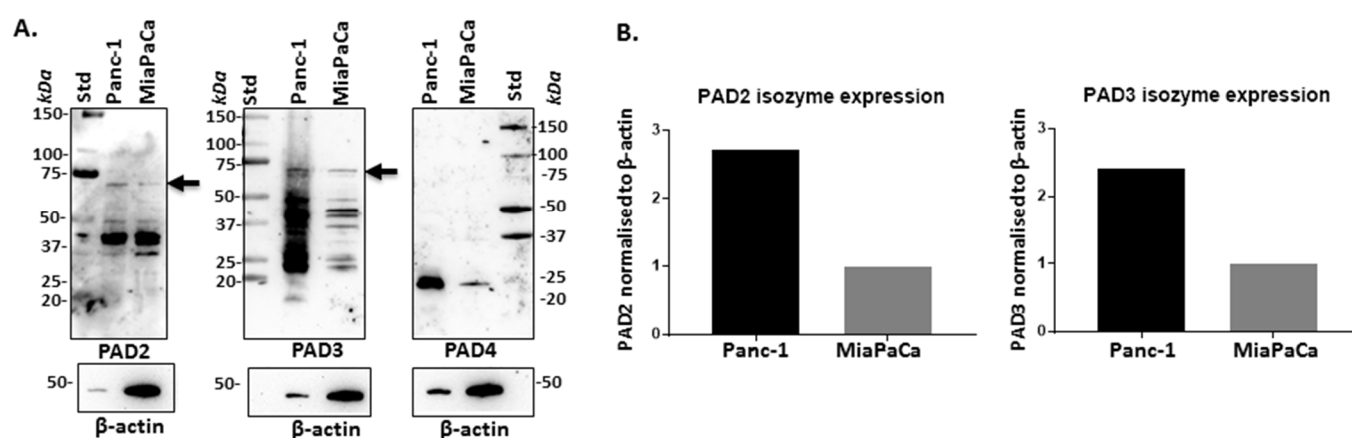 A.
kDa
Std
Panc-1
MiaPaCa
150-
100-
75-
50-
37-
25-
20-
PAD2
50-
β-actin
kDa
Std
Panc-1
MiaPaCa
150-
100-
75-
50-
37-
25-
20-
PAD3
50-
β-actin
Panc-1
MiaPaCa
Std
kDa
-150
-100
-75
-50
-37
-25
-20
PAD4
-50
β-actin
B.
PAD2 isozyme expression
PAD2 normalised to β-actin
3
2
1
0
Panc-1
MiaPaCa
PAD3 isozyme expression
PAD3 normalised to β-actin
3
2
1
0
Panc-1
MiaPaCa